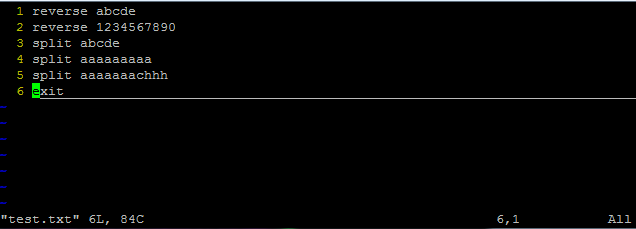 1 reverse abcde
2 reverse 1234567890
3 split abcde
4 split aaaaaaaaa
5 split aaaaaaachhh
6 exit
"test.txt" 6L, 84C 6,1 All